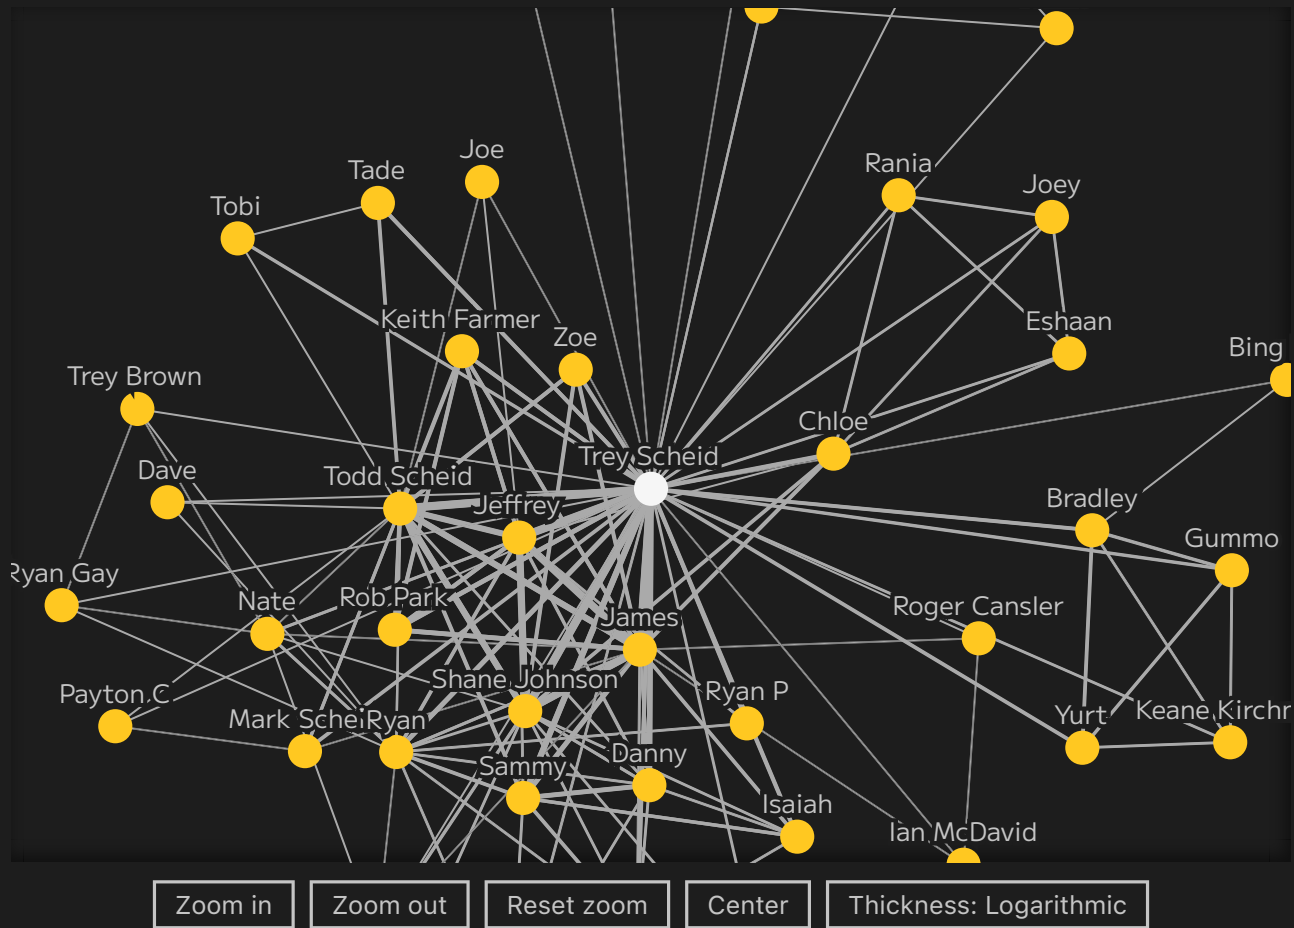 Joe
Tade
Rania
Joey
Tobi
Keith Farmer
Eshaan
Zoe
Bing
Trey Brown
Chloe
Trey Scheid
Dave
Todd Scheid
Jeffrey
Bradley
Gummo
Ryan Gay
Nate
Rob Park
Roger Cansler
James
Shane Johnson
Payton C
Ryan P
Mark Schei
Ryan
Yurt
Keane Kirchn
Danny
Sammy
Isaiah
Ian McDavid
Zoom in
Zoom out
Reset zoom
Center
Thickness: Logarithmic